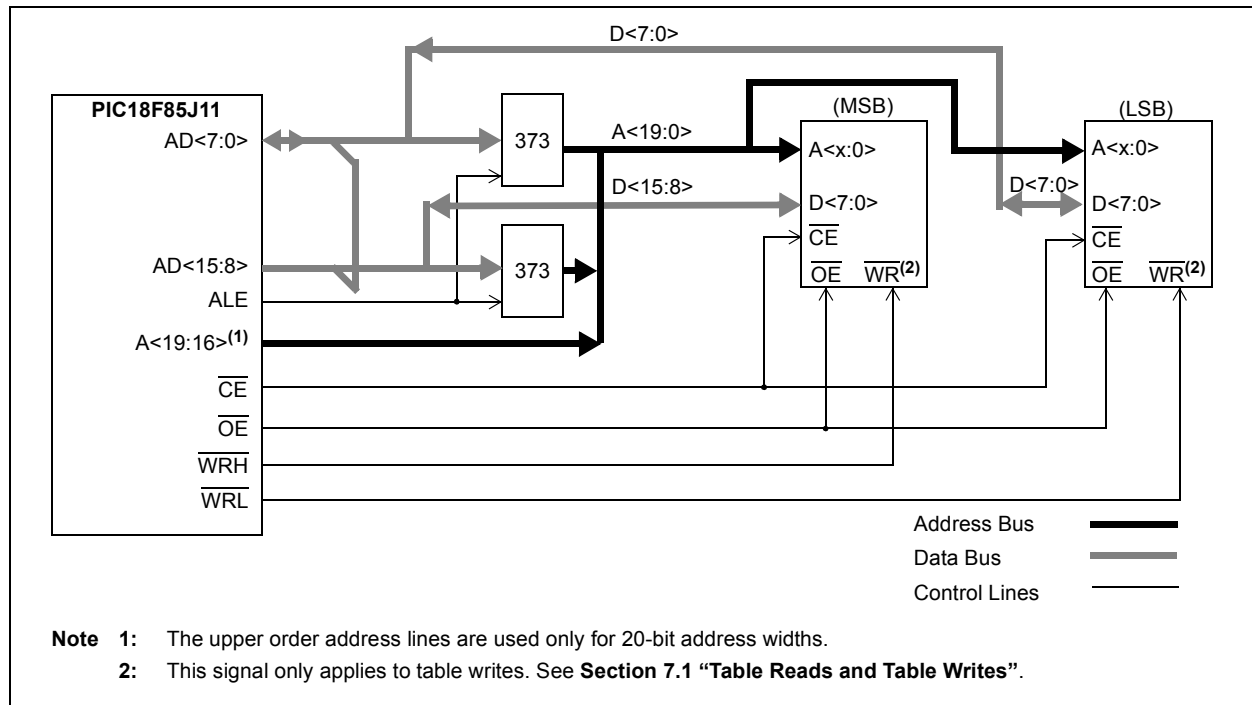 D<7:0>
PIC18F85J11
AD<7:0>
373
A<19:0>
(MSB)
A<x:0>
(LSB)
A<x:0>
D<15:8>
D<7:0>
D<7:0>
D<7:0>
CE
CE
AD<15:8>
373
OE WR(2)
OE WR(2)
ALE
A<19:16>(1)
CE
OE
WRH
WRL
Address Bus
Data Bus
Control Lines
Note 1: The upper order address lines are used only for 20-bit address widths.
2: This signal only applies to table writes. See Section 7.1 “Table Reads and Table Writes”.